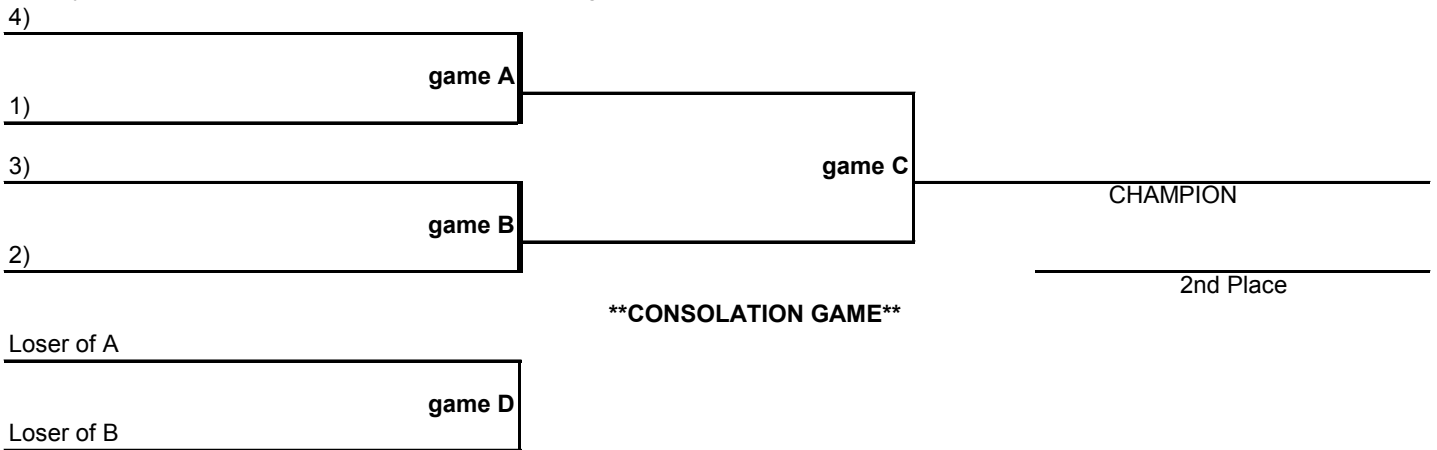 4)
game A
1)
3)
game C
CHAMPION
game B
2)
2nd Place
**CONSOLATION GAME**
Loser of A
game D
Loser of B